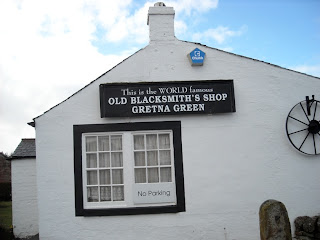 This is the WORLD famous
OLD BLACKSMITH'S SHOP
GRETNA GREEN
No Parking